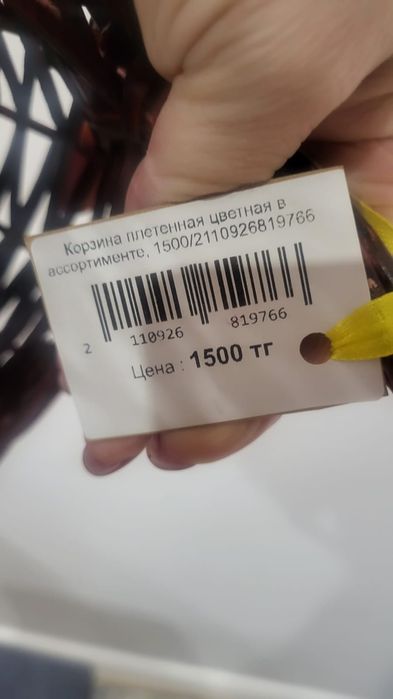 Корзина плетенная цветная в
ассортименте, 1500/2110926819766
2 110926 819766
Цена : 1500 тг